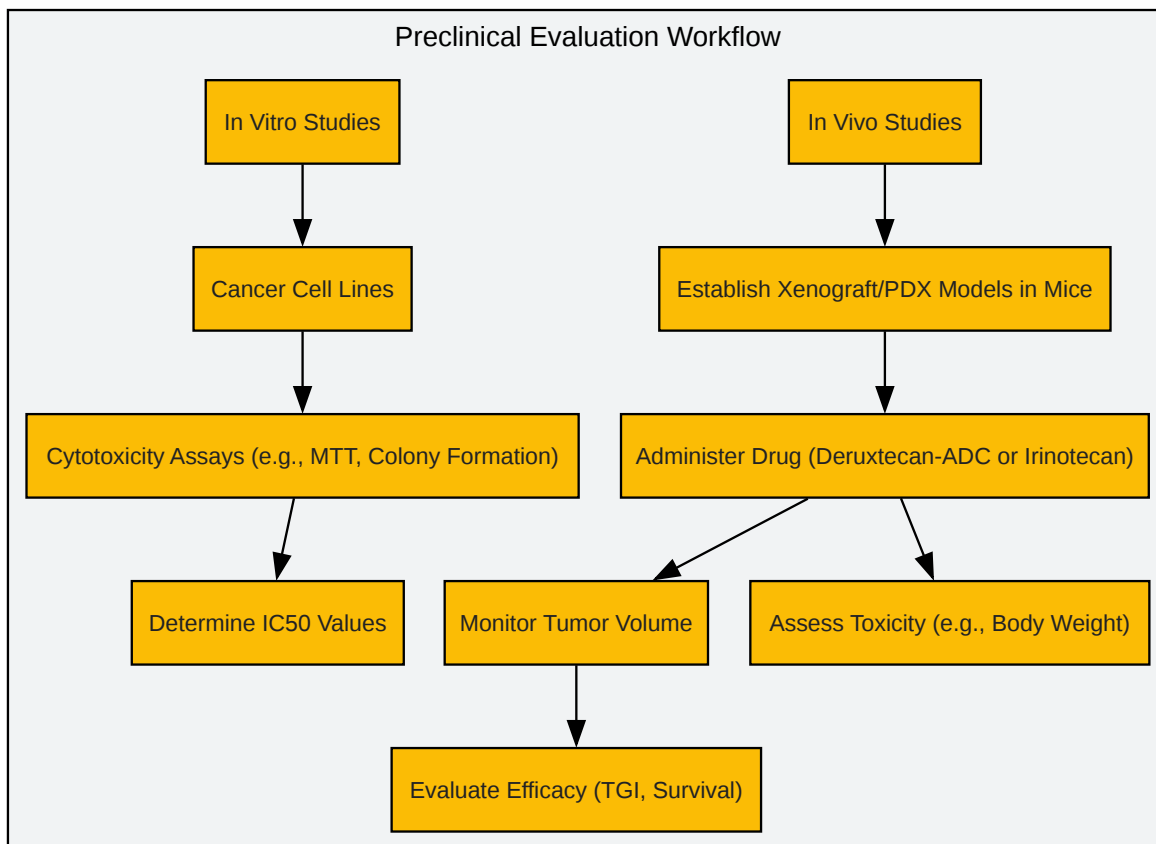 Preclinical Evaluation Workflow
In Vitro Studies
In Vivo Studies
Cancer Cell Lines
Establish Xenograft/PDX Models in Mice
Cytotoxicity Assays (e.g., MTT, Colony Formation)
Administer Drug (Deruxtecan-ADC or Irinotecan)
Determine IC50 Values
Monitor Tumor Volume
Assess Toxicity (e.g., Body Weight)
Evaluate Efficacy (TGI, Survival)